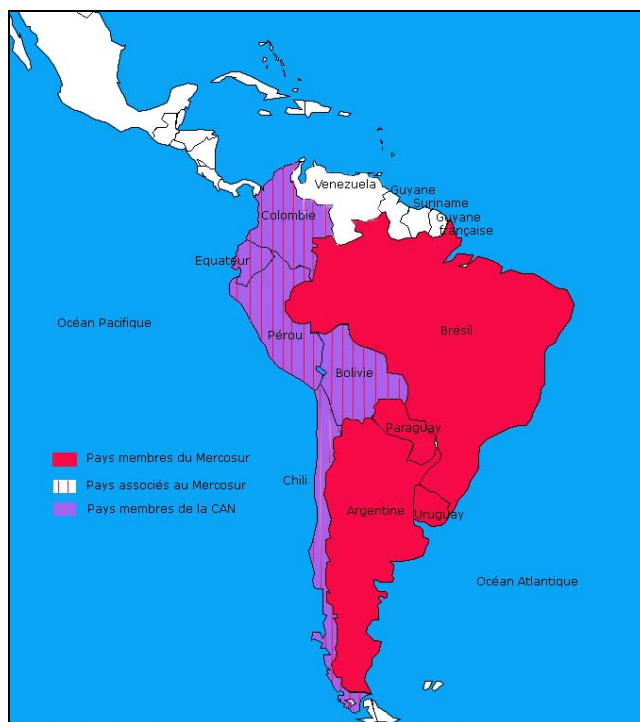 Venezuela
Guyane
Suriname
Guyane
française
Colombie
Equateur
Océan Pacifique
Pérou
Brésil
Bolivie
Paraguay
Pays membres du Mercosur
Pays associés au Mercosur
Pays membres de la CAN
Chili
Argentine
Uruguay
Océan Atlantique